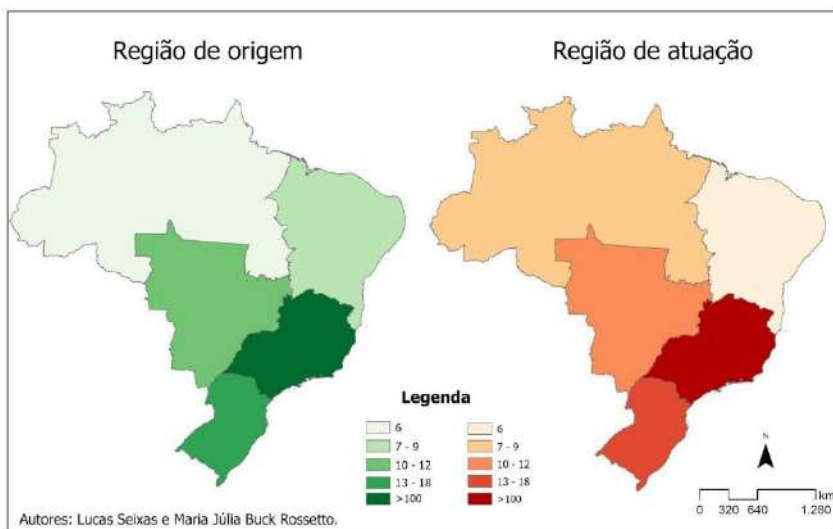 Região de origem
Região de atuação
Legenda
6
7 - 9
10 - 12
13 - 18
>100
6
7 - 9
10 - 12
13 - 18
>100
N
km
0 320 640 1.280
Autores: Lucas Seixas e Maria Júlia Buck Rossetto.